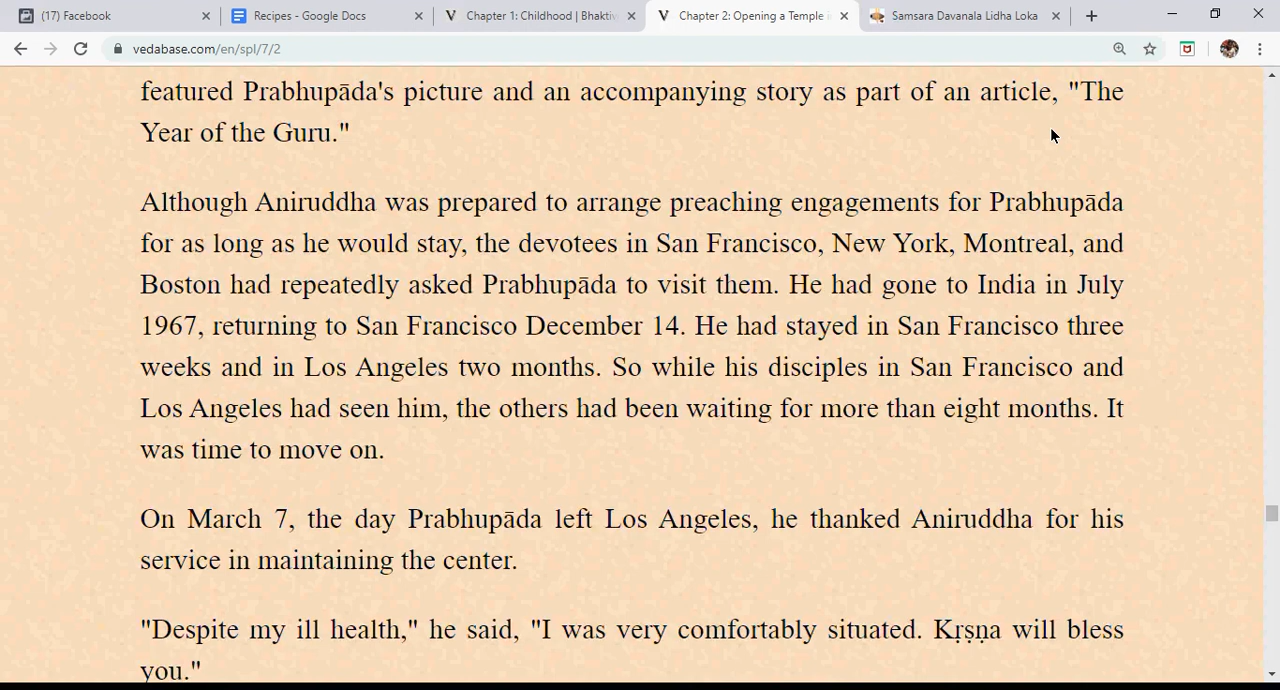 (17) Facebook
Recipes - Google Docs
Chapter 1: Childhood | Bhaktiv
Chapter 2: Opening a Temple i
Samsara Davanala Lidha Loka
vedabase.com/en/spl/7/2
featured Prabhupāda's picture and an accompanying story as part of an article, "The
Year of the Guru."
Although Aniruddha was prepared to arrange preaching engagements for Prabhupāda
for as long as he would stay, the devotees in San Francisco, New York, Montreal, and
Boston had repeatedly asked Prabhupāda to visit them. He had gone to India in July
1967, returning to San Francisco December 14. He had stayed in San Francisco three
weeks and in Los Angeles two months. So while his disciples in San Francisco and
Los Angeles had seen him, the others had been waiting for more than eight months. It
was time to move on.
On March 7, the day Prabhupāda left Los Angeles, he thanked Aniruddha for his
service in maintaining the center.
"Despite my ill health," he said, "I was very comfortably situated. Kṛṣṇa will bless
you."